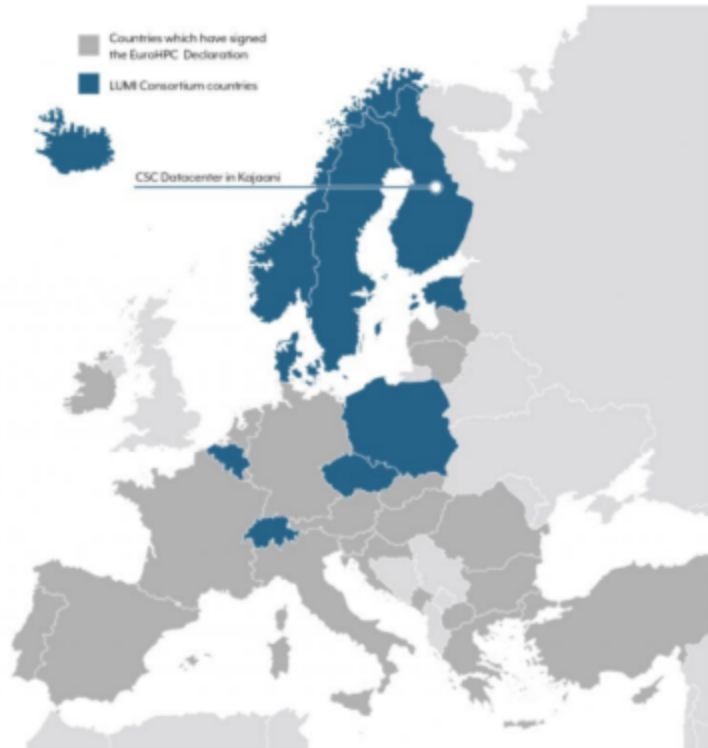 Countries which have signed
the EuroHPC Declaration
LUMI Consortium countries
CSC Datacenter in Kajaani